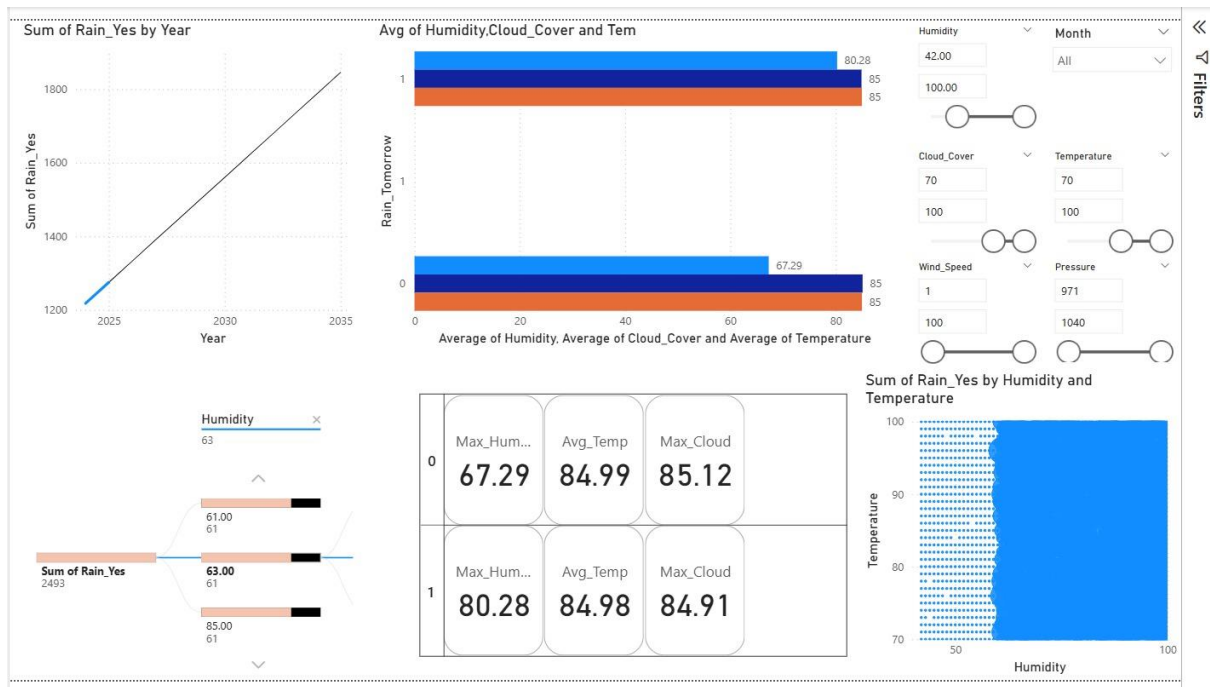 Sum of Rain_Yes by Year
1800
1600
1400
1200
Sum of Rain_Yes
2025
2030
2035
Year
Avg of Humidity,Cloud_Cover and Tem
80.28
1
85
85
Rain_Tomorrow
1
67.29
0
85
85
0
20
40
60
80
Average of Humidity, Average of Cloud_Cover and Average of Temperature
Humidity
42.00
100.00
Month
All
Cloud_Cover
70
100
Temperature
70
100
Wind_Speed
1
100
Pressure
971
1040
Filters
Humidity
63
61.00
61
Sum of Rain_Yes
2493
63.00
61
85.00
61
0
Max_Hum...
67.29
Avg_Temp
84.99
Max_Cloud
85.12
1
Max_Hum...
80.28
Avg_Temp
84.98
Max_Cloud
84.91
Sum of Rain_Yes by Humidity and
Temperature
100
90
80
70
Temperature
50
100
Humidity